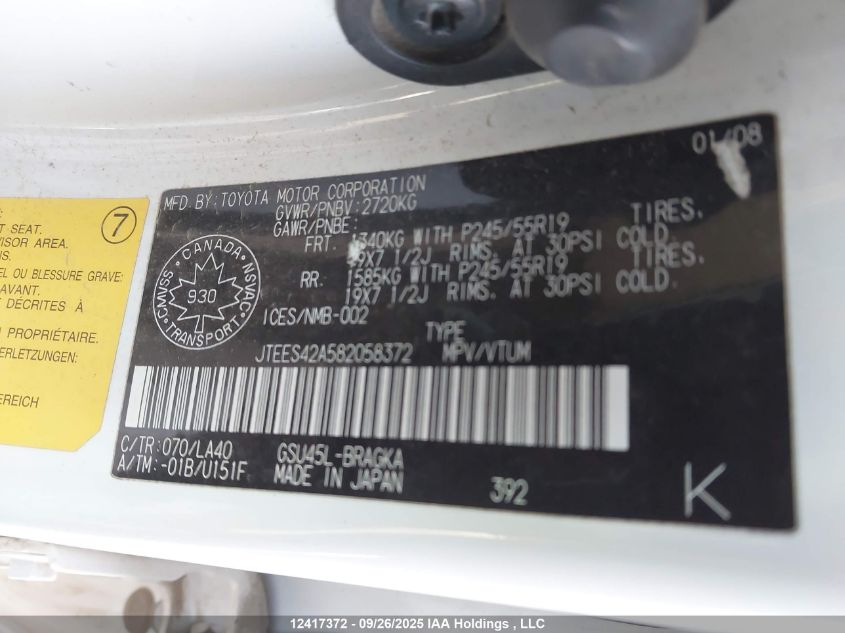 01/08
MFD. BY: TOYOTA MOTOR CORPORATION
GVWR/PNBV: 2720KG
GAWR/PNBE:
FRT. 1340KG WITH P245/55R19 TIRES.
19X7 1/2J RIMS. AT 30PSI COLD.
RR. 1585KG WITH P245/55R19 TIRES.
19X7 1/2J RIMS. AT 30PSI COLD.
CANADA
CMVSS · NSVAC
930
TRANSPORT
ICES/NMB-002
TYPE
JTEES42A582058372 MPV/VTUM
C/TR: 070/LA40 GSU45L-BRAGKA
A/TM: -01B/U151F MADE IN JAPAN 392 K
7
T SEAT.
ISOR AREA.
S.
EL OU BLESSURE GRAVE:
AVANT.
DÉCRITES À
PROPRIÉTAIRE.
ERLETZUNGEN
EREICH
12417372 - 09/26/2025 IAA Holdings , LLC